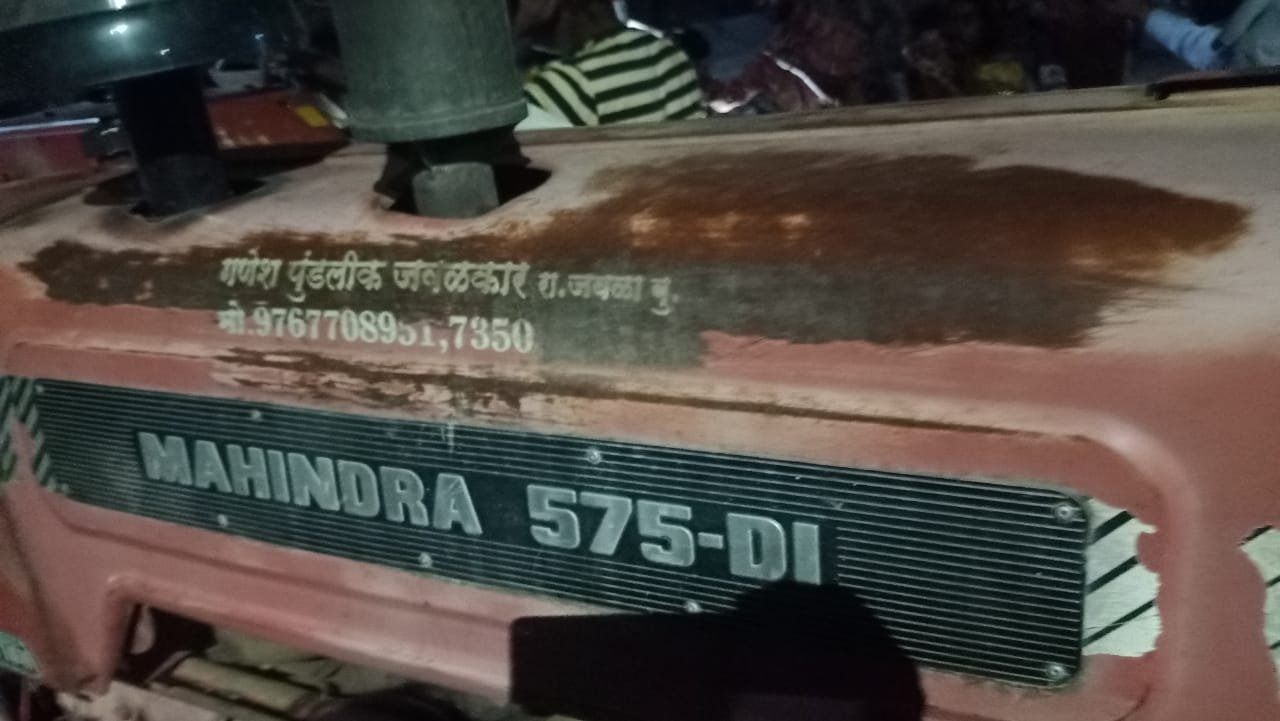 गणेश पुंडलीक जवळकार रा.जवळा बु.
मो.9767708951,7350
MAHINDRA 575-DI